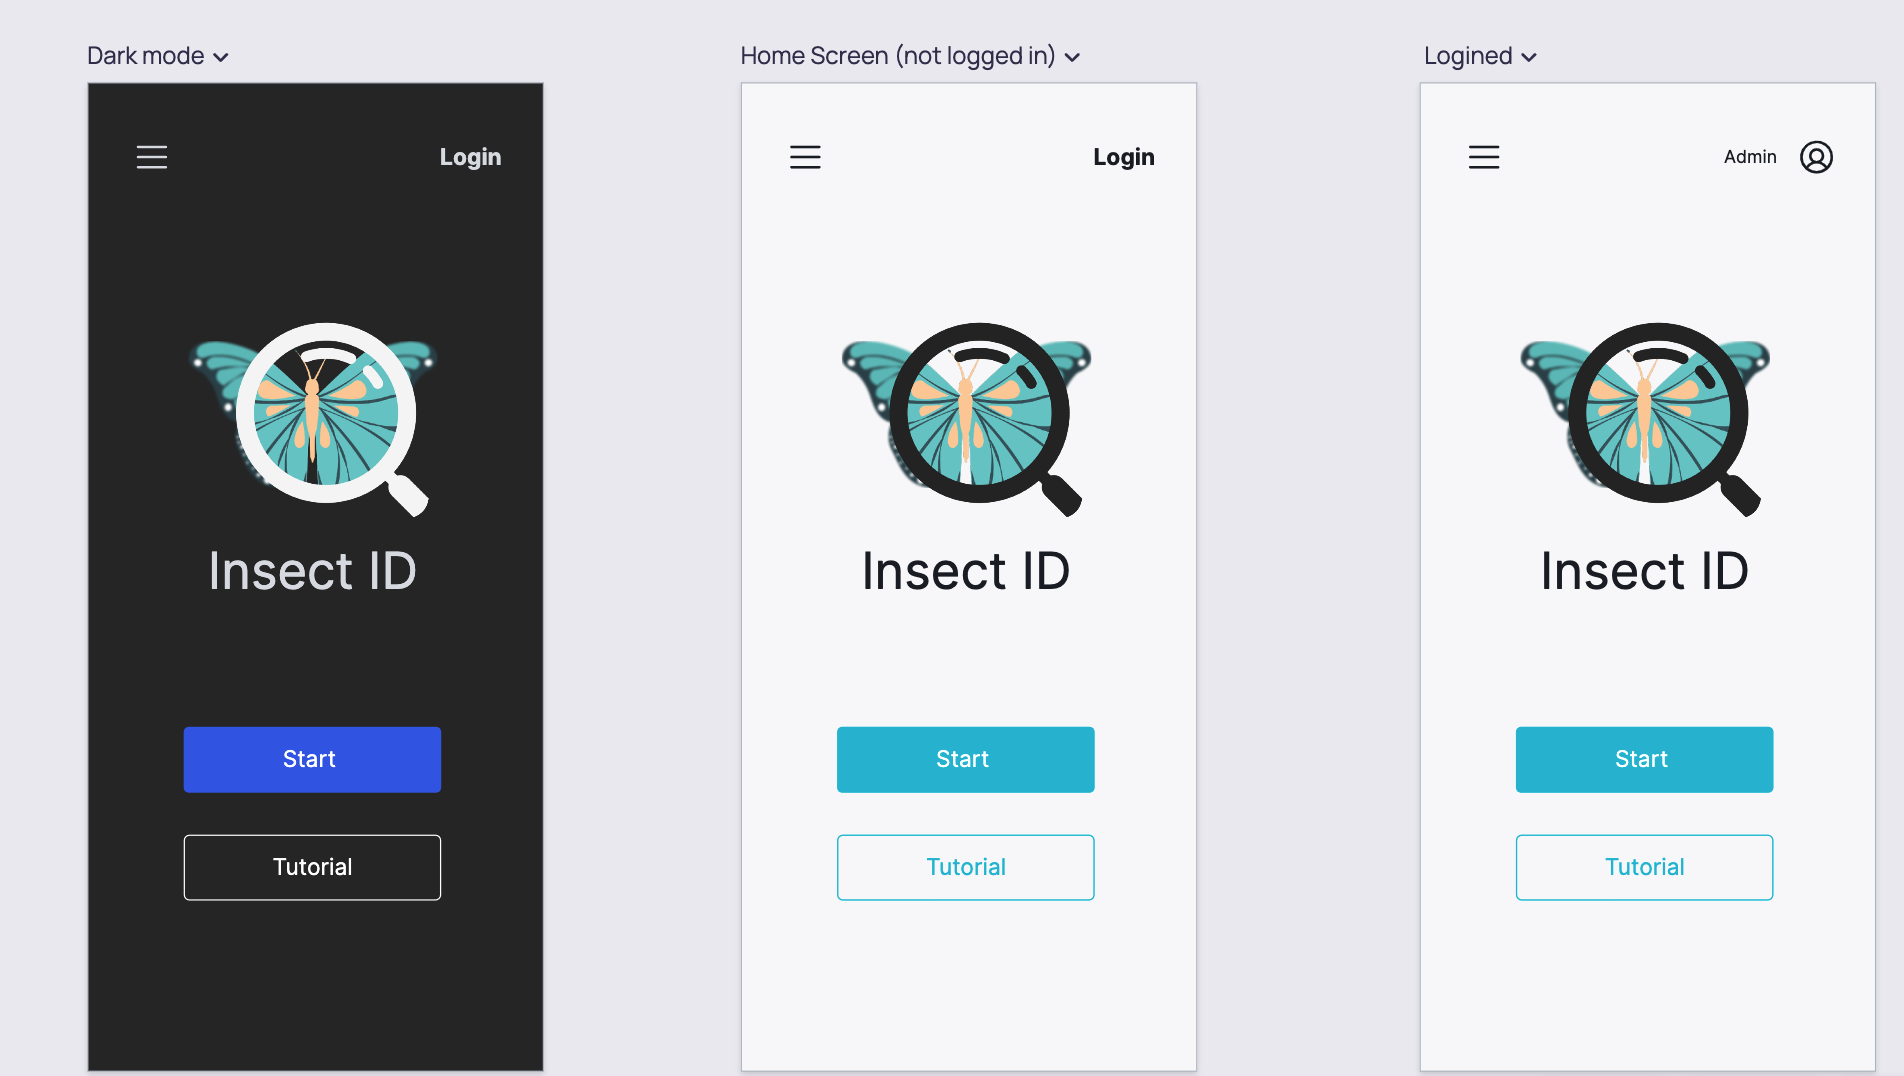 Dark mode
Login
Insect ID
Start
Tutorial
Home Screen (not logged in)
Login
Insect ID
Start
Tutorial
Logined
Admin
Insect ID
Start
Tutorial